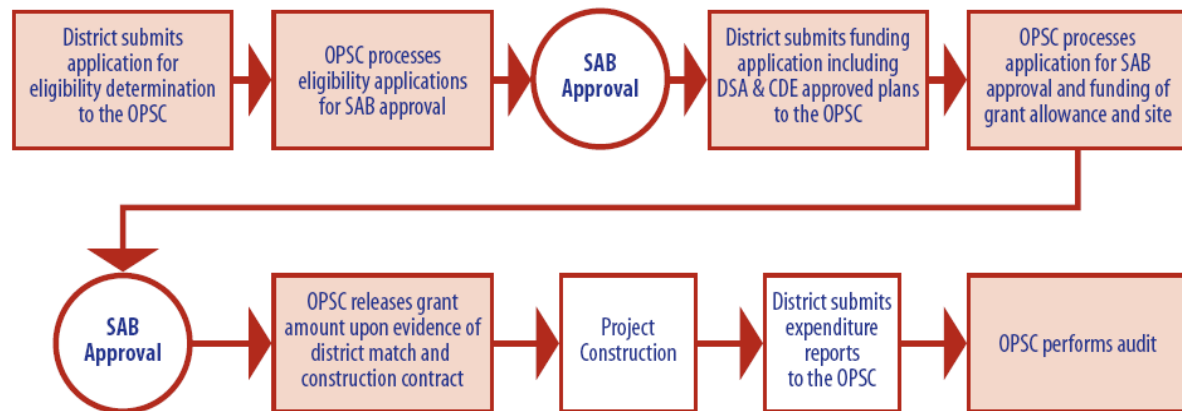 District submits
application for
eligibility determination
to the OPSC
OPSC processes
eligibility applications
for SAB approval
SAB
Approval
District submits funding
application including
DSA & CDE approved plans
to the OPSC
OPSC processes
application for SAB
approval and funding of
grant allowance and site
SAB
Approval
OPSC releases grant
amount upon evidence of
district match and
construction contract
Project
Construction
District submits
expenditure
reports
to the OPSC
OPSC performs audit